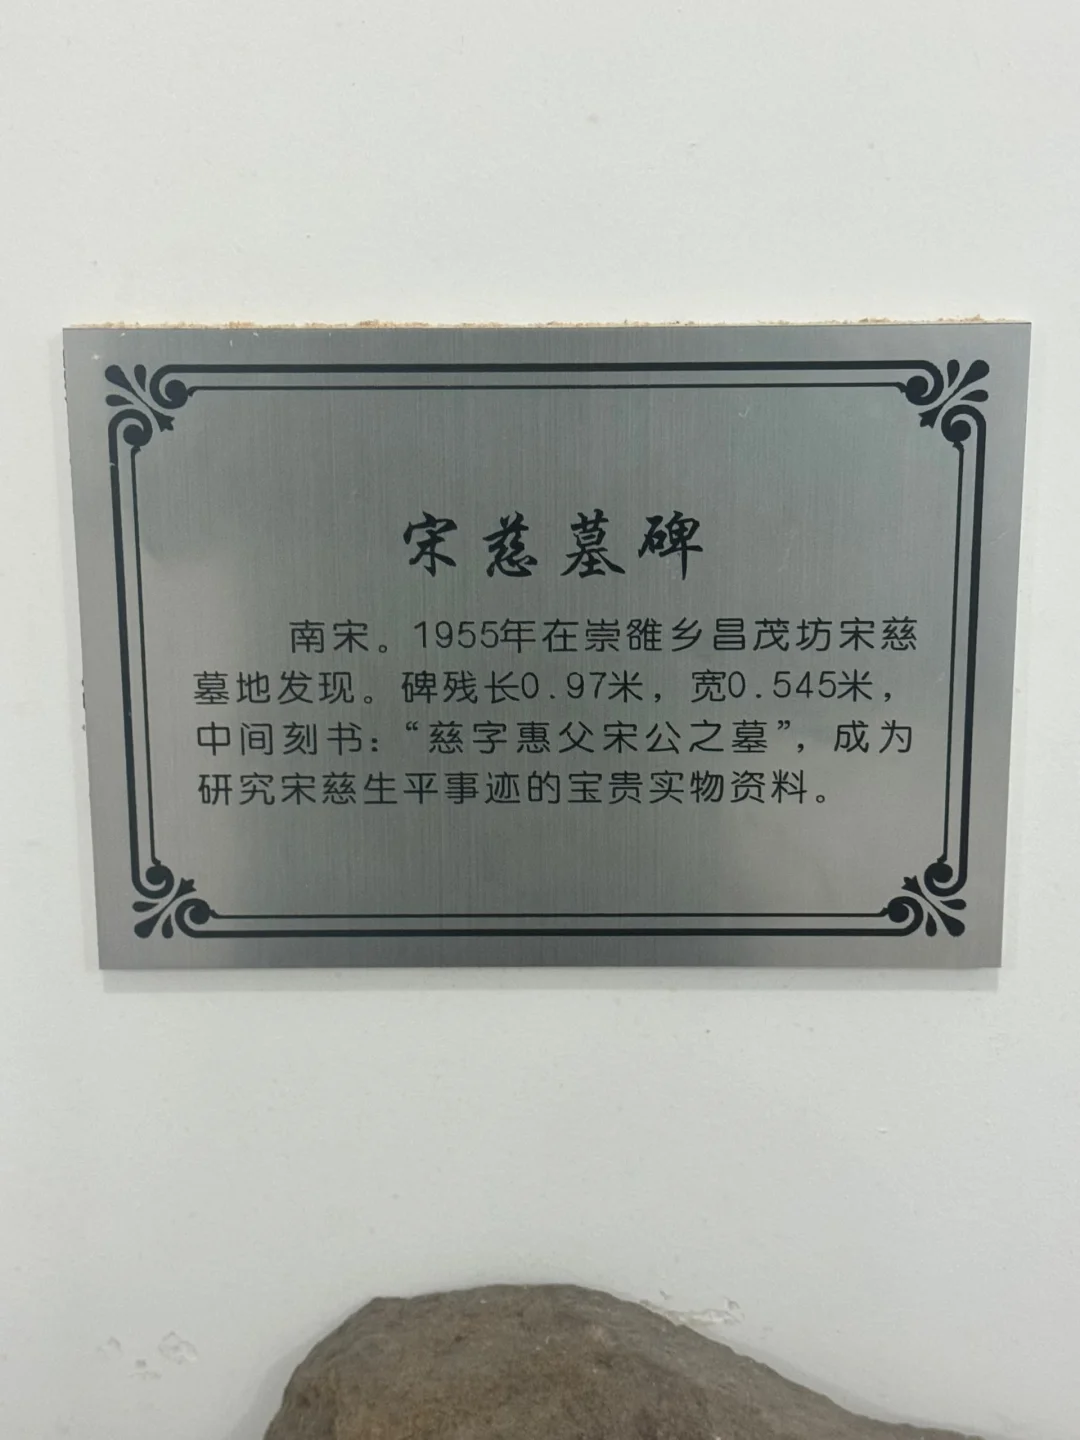 宋慈墓碑
南宋。1955年在崇雒乡昌茂坊宋慈
墓地发现。碑残长0.97米，宽0.545米，
中间刻书：“慈字惠父宋公之墓”，成为
研究宋慈生平事迹的宝贵实物资料。